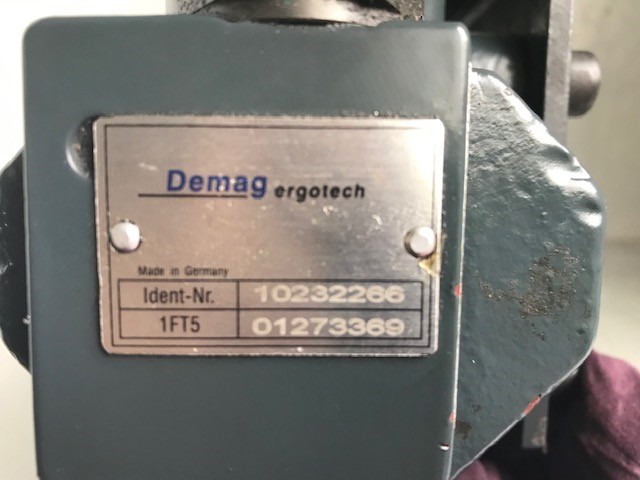 Demag ergotech
Made in Germany
Ident-Nr. 10232266
1FT5 01273369